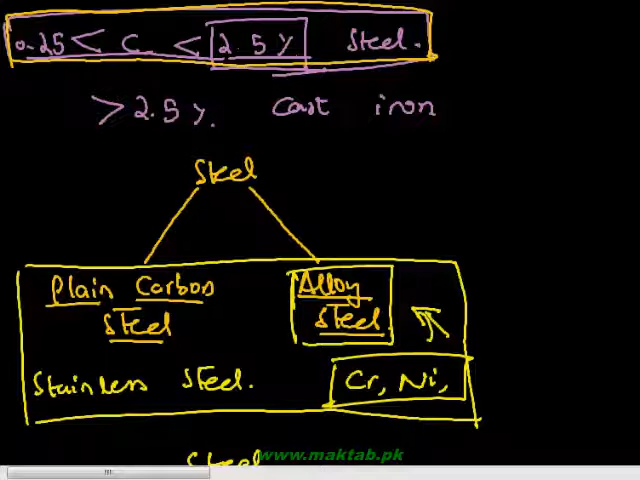 0.25 < C < 2.5 % Steel.
> 2.5 %. Cast iron
Steel
Plain Carbon Steel
Alloy Steel
Stainless Steel.
Cr, Ni,
Steel
www.maktab.pk